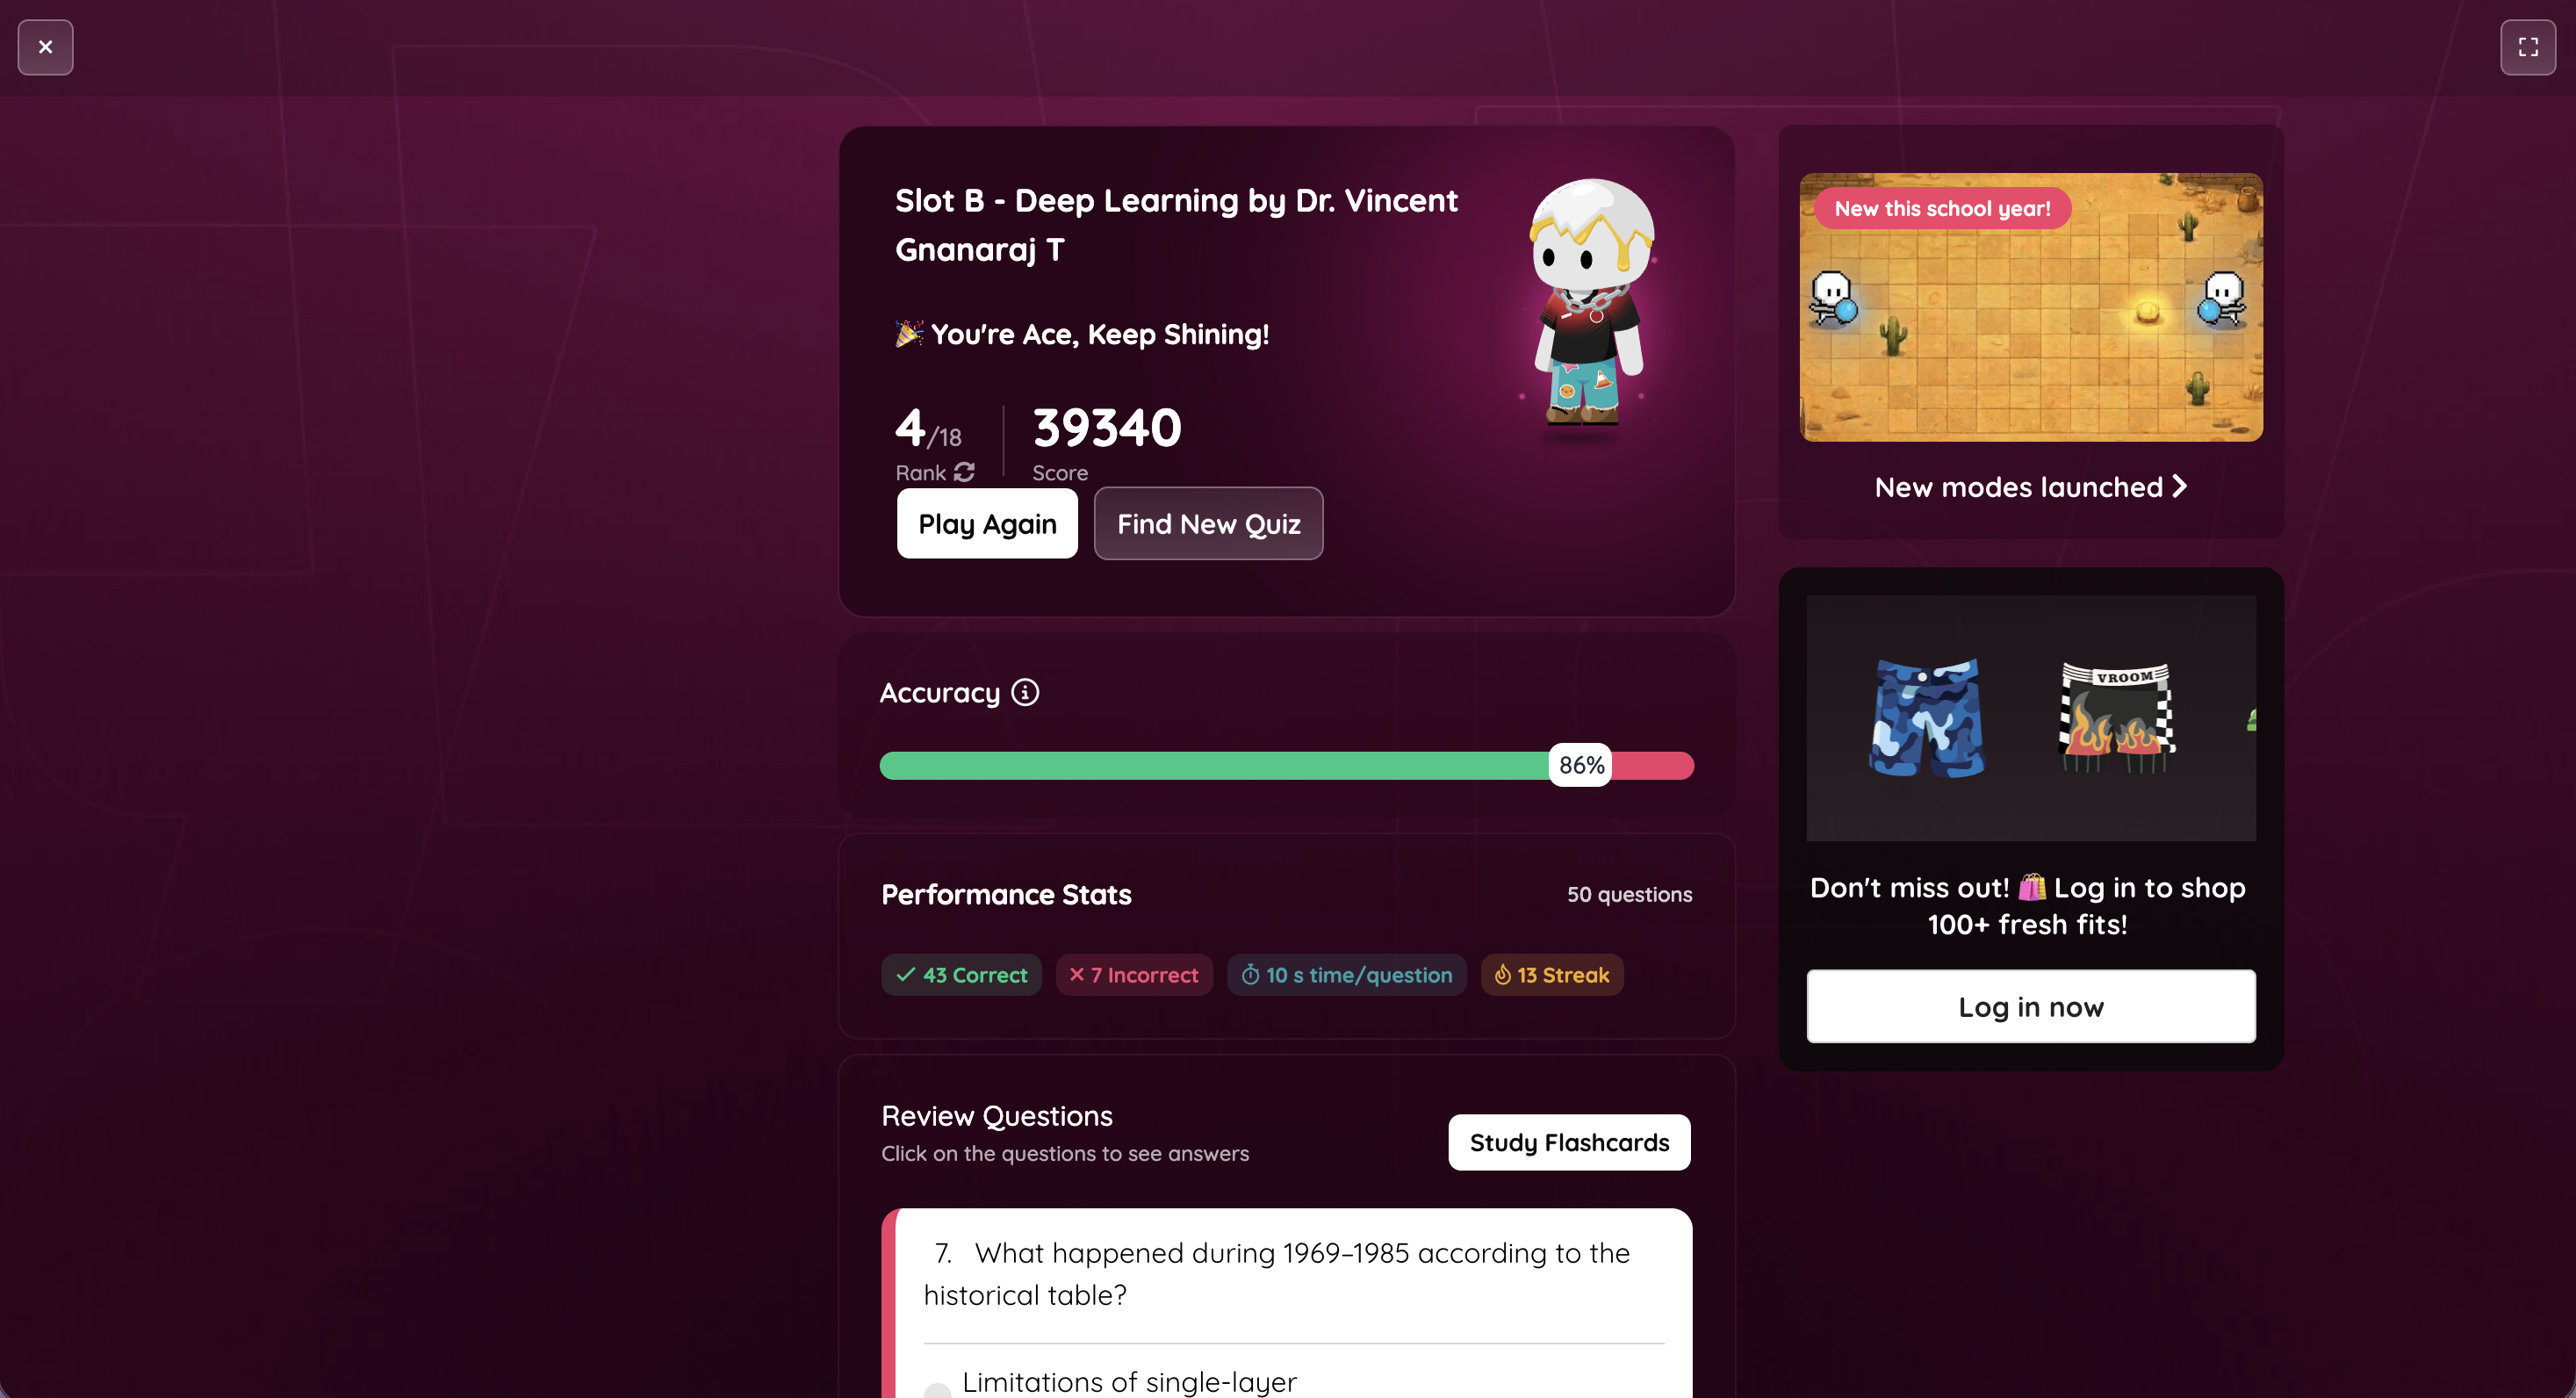 Slot B - Deep Learning by Dr. Vincent
Gnanaraj T
🎉 You're Ace, Keep Shining!
4/18
Rank
39340
Score
Play Again
Find New Quiz
Accuracy
86%
Performance Stats
50 questions
43 Correct
7 Incorrect
10 s time/question
13 Streak
Review Questions
Click on the questions to see answers
Study Flashcards
7. What happened during 1969–1985 according to the
historical table?
Limitations of single-layer
New this school year!
New modes launched
VROOM
Don't miss out! 🛍️ Log in to shop
100+ fresh fits!
Log in now